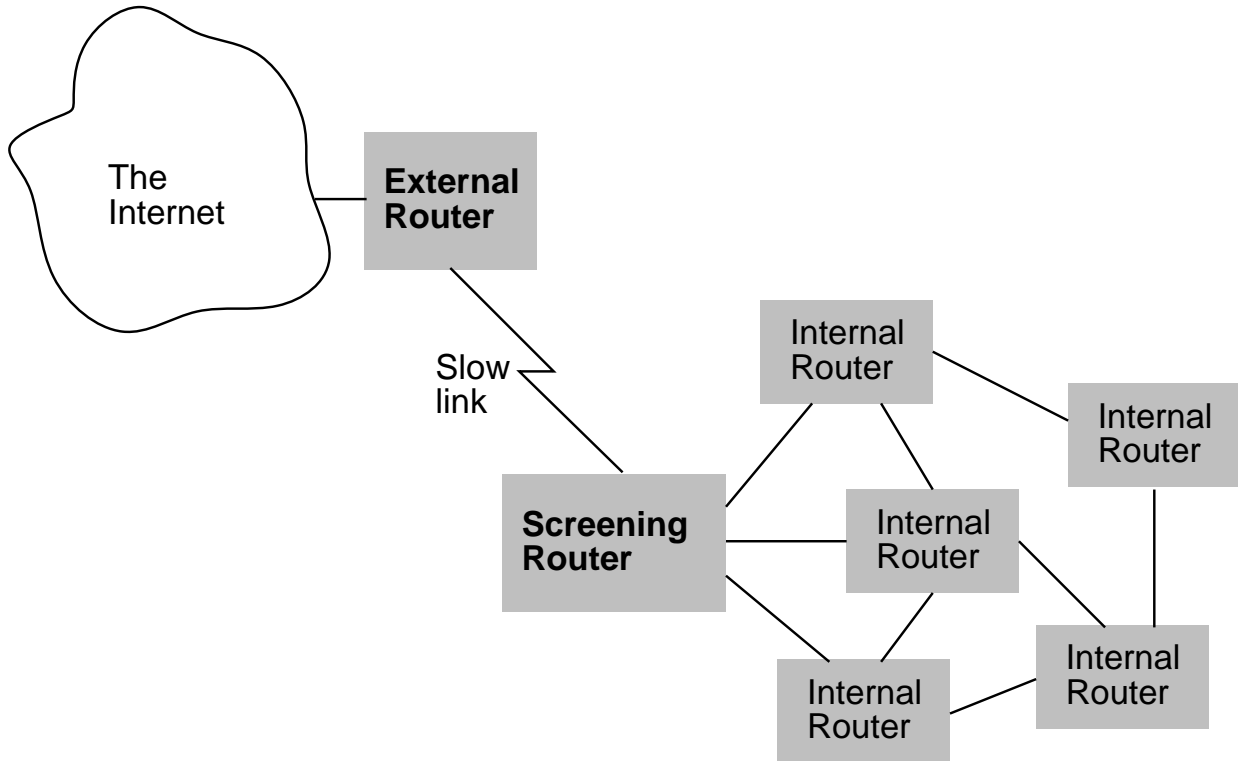 The
Internet
External
Router
Slow
link
Internal
Router
Internal
Router
Screening
Router
Internal
Router
Internal
Router
Internal
Router